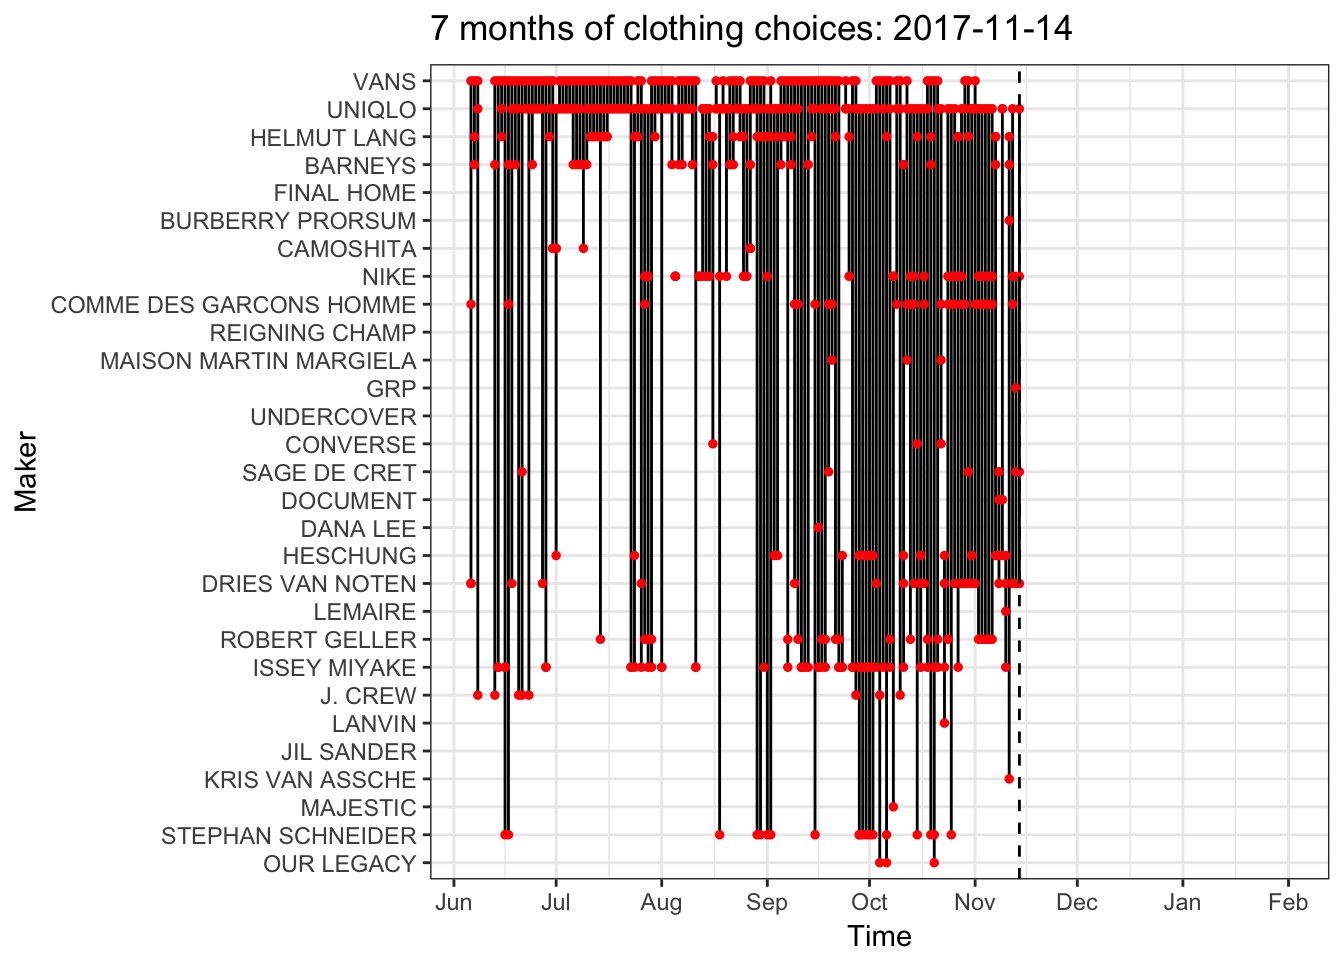 7 months of clothing choices: 2017-11-14
VANS
UNIQLO
HELMUT LANG
BARNEYS
FINAL HOME
BURBERRY PRORSUM
CAMOSHITA
NIKE
COMME DES GARCONS HOMME
REIGNING CHAMP
MAISON MARTIN MARGIELA
GRP
UNDERCOVER
CONVERSE
SAGE DE CRET
DOCUMENT
DANA LEE
HESCHUNG
DRIES VAN NOTEN
LEMAIRE
ROBERT GELLER
ISSEY MIYAKE
J. CREW
LANVIN
JIL SANDER
KRIS VAN ASSCHE
MAJESTIC
STEPHAN SCHNEIDER
OUR LEGACY
Maker
Jun Jul Aug Sep Oct Nov Dec Jan Feb
Time